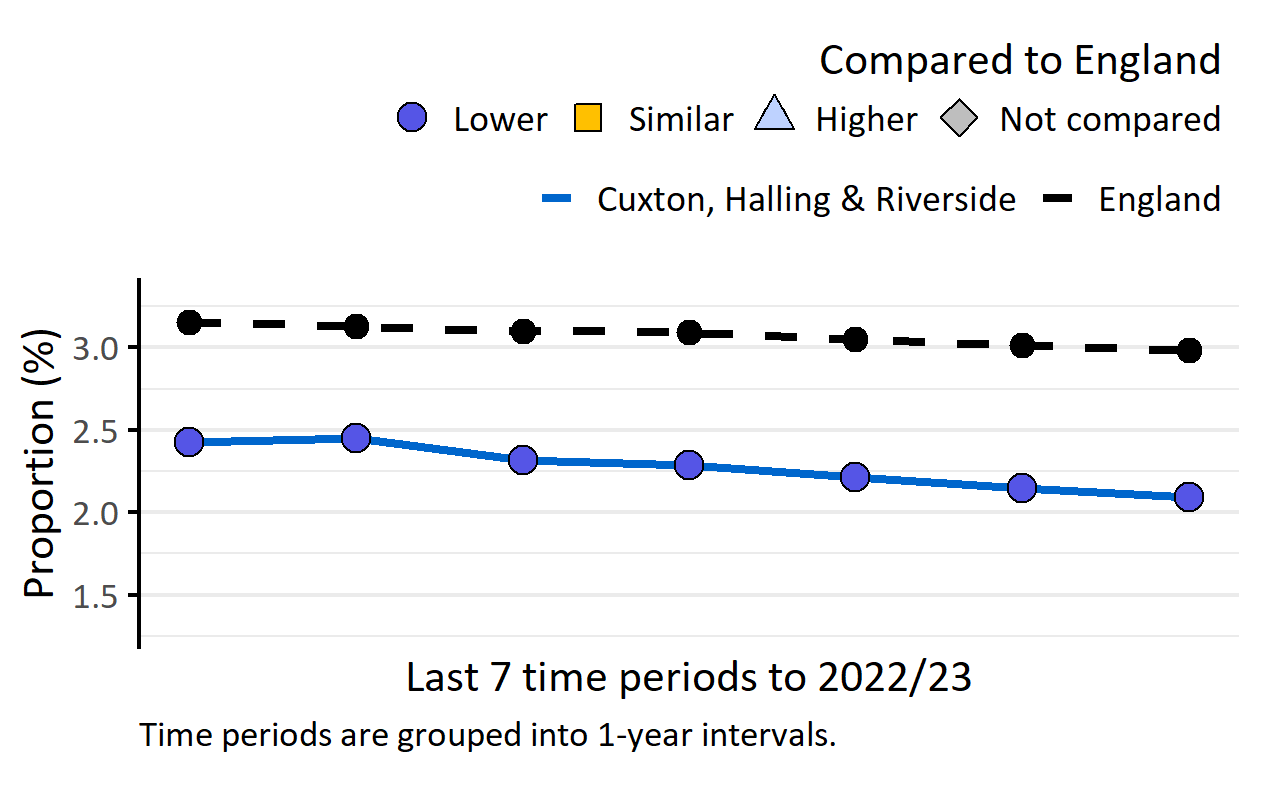 Compared to England
Lower Similar Higher Not compared
Cuxton, Halling & Riverside England
Proportion (%)
3.0
2.5
2.0
1.5
Last 7 time periods to 2022/23
Time periods are grouped into 1-year intervals.